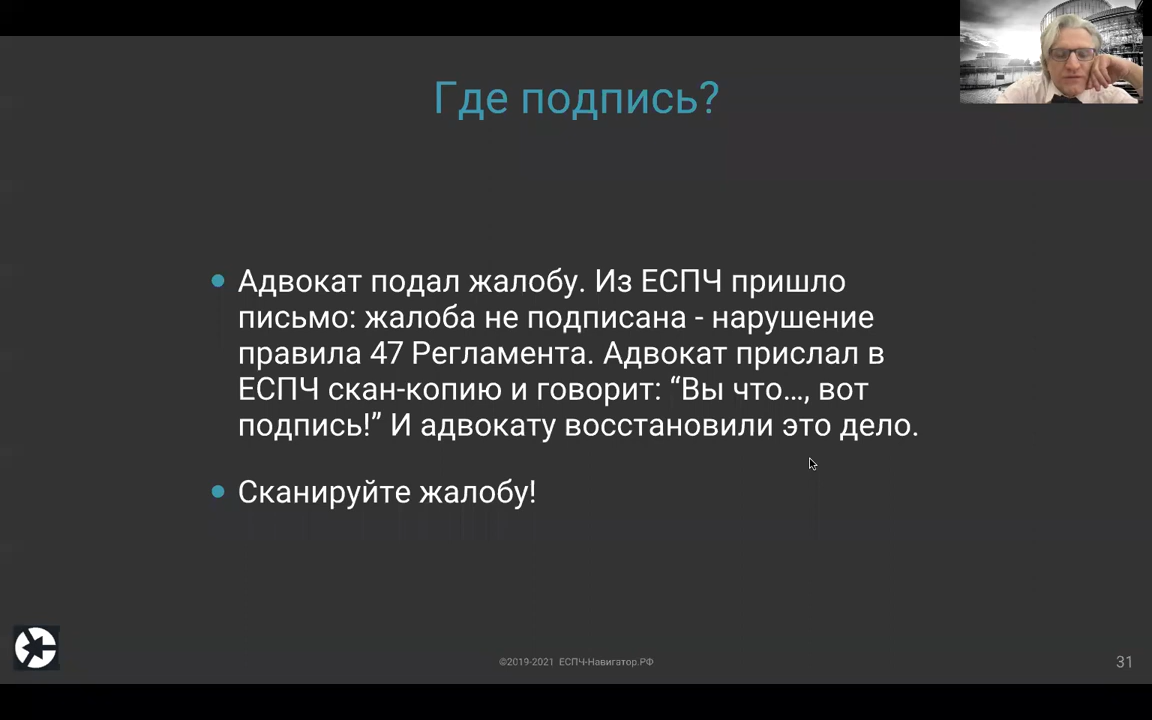 Где подпись?
Адвокат подал жалобу. Из ЕСПЧ пришло
письмо: жалоба не подписана - нарушение
правила 47 Регламента. Адвокат прислал в
ЕСПЧ скан-копию и говорит: “Вы что…, вот
подпись!” И адвокату восстановили это дело.
Сканируйте жалобу!
©2019-2021 ЕСПЧ-Навигатор.РФ
31